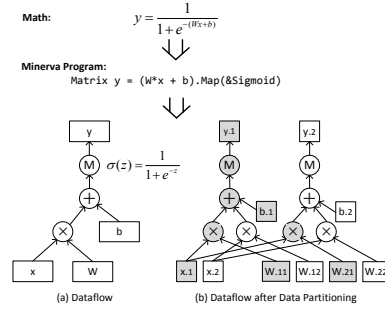 Math:
y = 1 / (1 + e^-(Wx+b))
Minerva Program:
Matrix y = (W*x + b).Map(&Sigmoid)
y
y.1
y.2
M
σ(z) = 1 / (1 + e^-z)
M
M
+
+
+
b.1
b.2
×
b
×
×
×
×
x
W
x.1
x.2
W.11
W.12
W.21
W.22
(a) Dataflow
(b) Dataflow after Data Partitioning